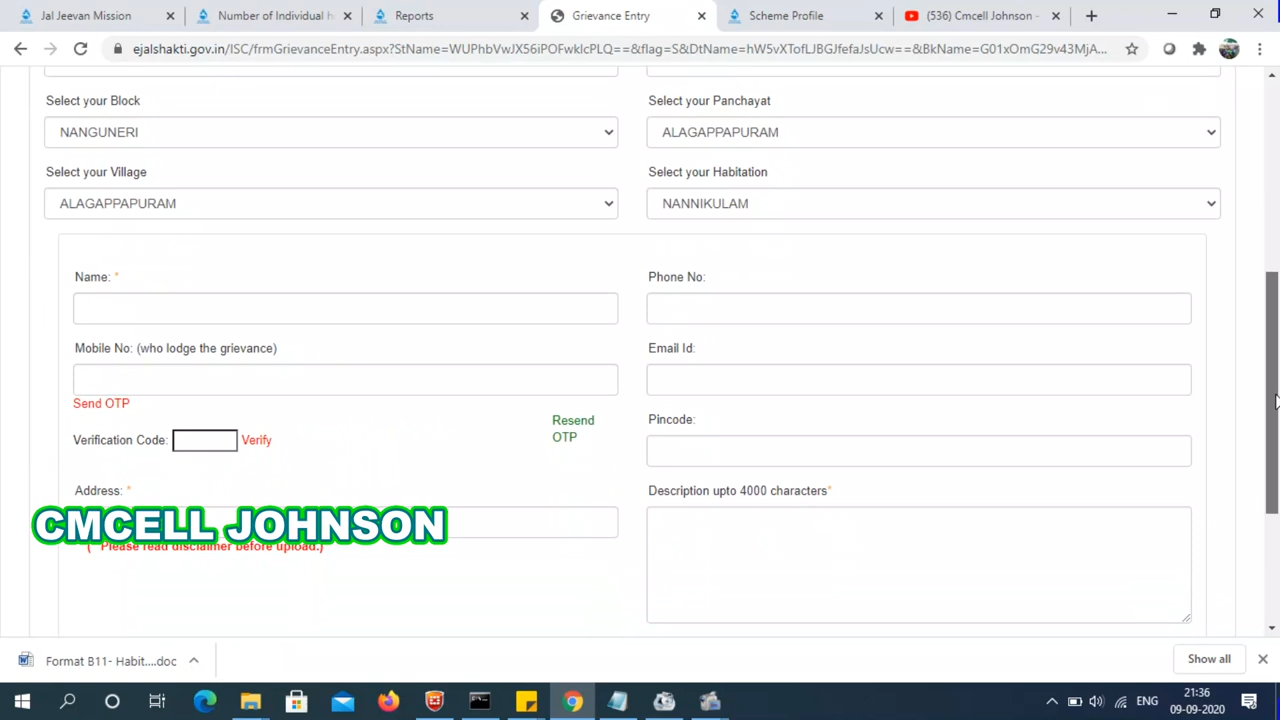 Jal Jeevan Mission
Number of Individual h
Reports
Grievance Entry
Scheme Profile
(536) Cmcell Johnson -
ejalshakti.gov.in/ISC/frmGrievanceEntry.aspx?StName=WUPhbVwJX56iPOFwkIcPLQ==&flag=S&DtName=hW5vXTofLJBGJfefaJsUcw==&BkName=G01xOmG29v43MjA...
Select your Block
Select your Panchayat
NANGUNERI
ALAGAPPAPURAM
Select your Village
Select your Habitation
ALAGAPPAPURAM
NANNIKULAM
Name: *
Phone No:
Mobile No: (who lodge the grievance)
Email Id:
Send OTP
Resend
OTP
Pincode:
Verification Code:
Verify
Address: *
Description upto 4000 characters*
CMCELL JOHNSON
( Please read disclaimer before upload.)
Format B11- Habit....doc
Show all
ENG
21:36
09-09-2020